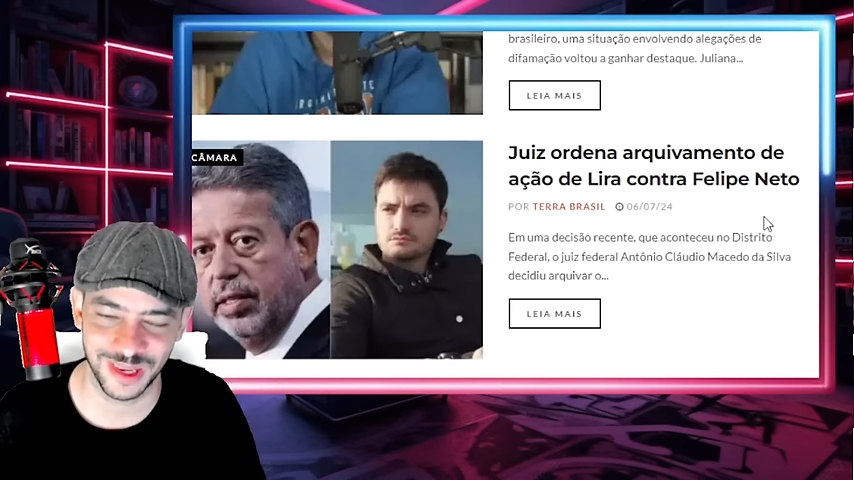 brasileiro, uma situação envolvendo alegações de
difamação voltou a ganhar destaque. Juliana...
LEIA MAIS
CÂMARA
Juiz ordena arquivamento de
ação de Lira contra Felipe Neto
POR TERRA BRASIL 06/07/24
Em uma decisão recente, que aconteceu no Distrito
Federal, o juiz federal Antônio Cláudio Macedo da Silva
decidiu arquivar o...
LEIA MAIS